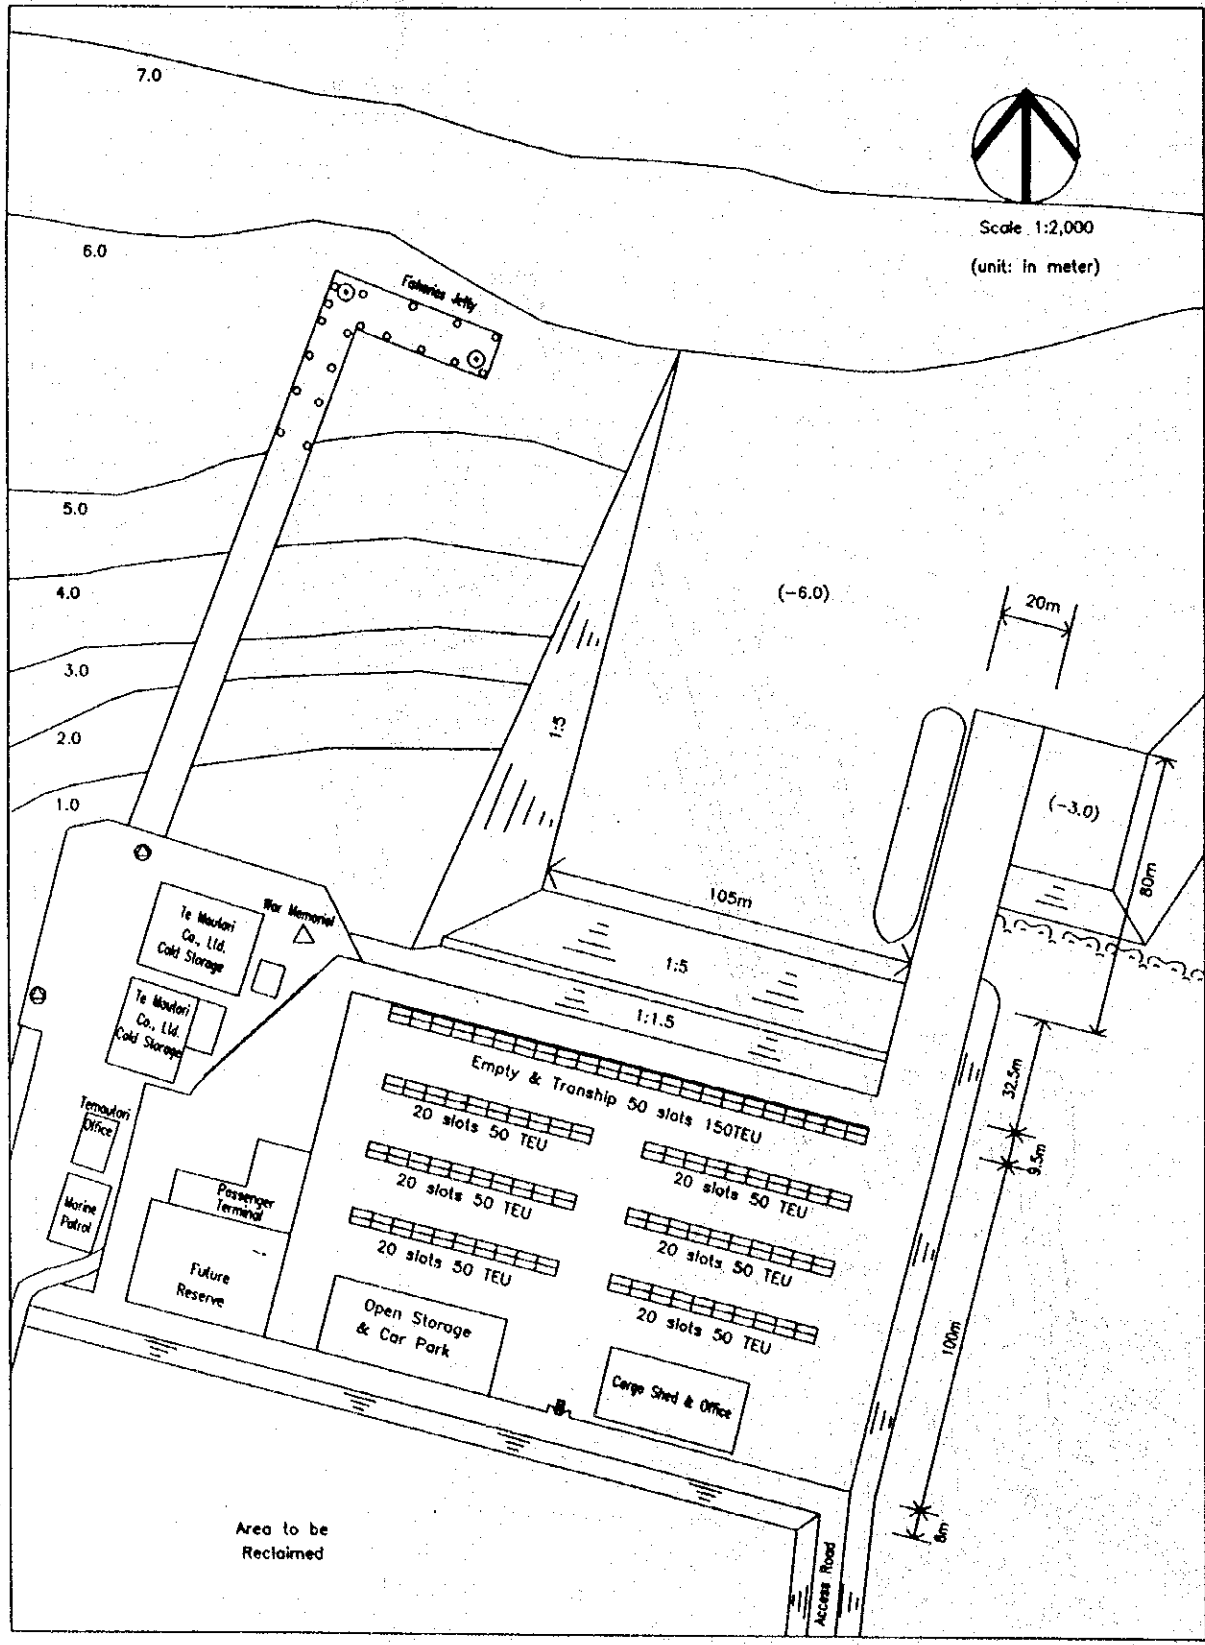 7.0
Scale 1:2,000
(unit: in meter)
6.0
Fisheries Jetty
5.0
4.0
(-6.0)
20m
3.0
2.0
1:5
1.0
(-3.0)
80m
105m
War Memorial
Te Mautari
Co., Ltd.
Cold Storage
1:5
Te Mautari
Co., Ltd.
Cold Storage
1:1.5
32.5m
Empty & Tranship 50 slots 150TEU
Temautari
Office
20 slots 50 TEU
9.5m
20 slots 50 TEU
20 slots 50 TEU
Marine
Patrol
Passenger
Terminal
20 slots 50 TEU
20 slots 50 TEU
Future
Reserve
Open Storage
& Car Park
20 slots 50 TEU
100m
Cargo Shed & Office
Area to be
Reclaimed
Access Road